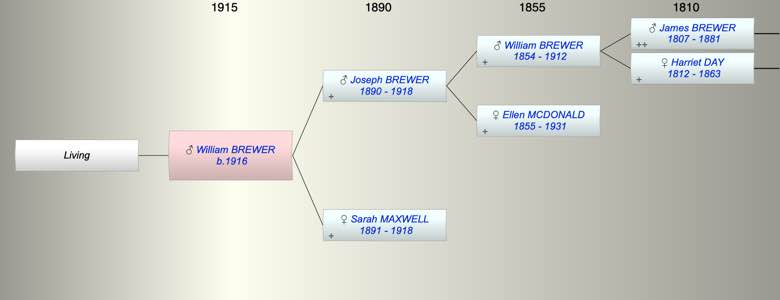 1915 1890 1855 1810
♂ James BREWER
1807 - 1881
++
♂ William BREWER
1854 - 1912
+
♀ Harriet DAY
1812 - 1863
+
♂ Joseph BREWER
1890 - 1918
+
♀ Ellen MCDONALD
1855 - 1931
+
Living
♂ William BREWER
b.1916
♀ Sarah MAXWELL
1891 - 1918
+